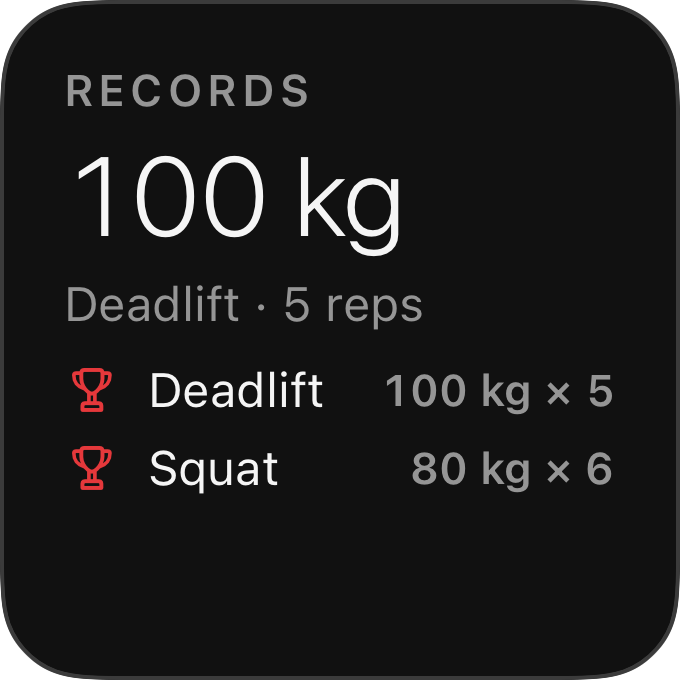 RECORDS
100 kg
Deadlift · 5 reps
Deadlift 100 kg × 5
Squat 80 kg × 6